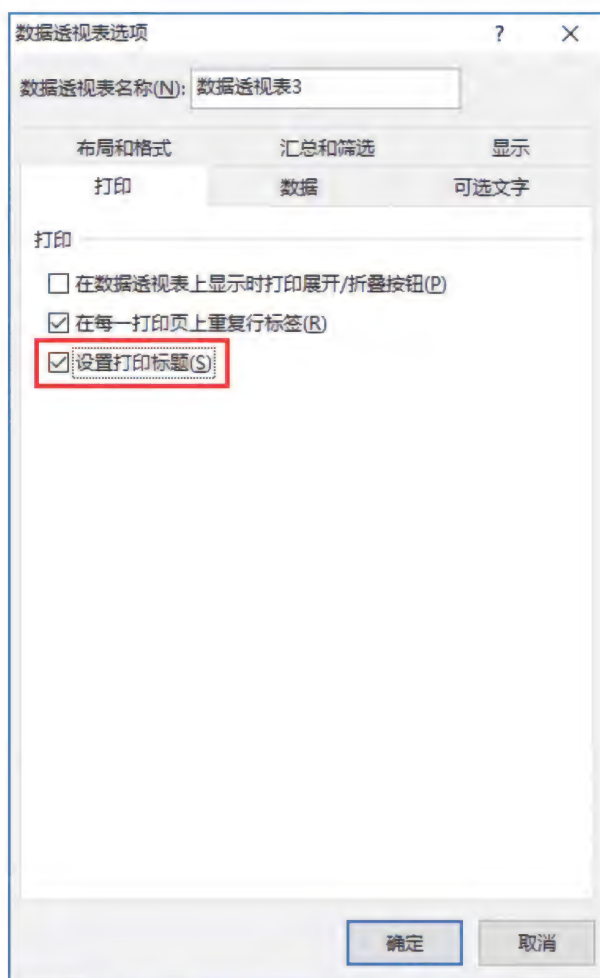 数据透视表选项 ? ×
数据透视表名称(N): 数据透视表3
布局和格式 汇总和筛选 显示
打印 数据 可选文字
打印
在数据透视表上显示时打印展开/折叠按钮(P)
在每一打印页上重复行标签(R)
设置打印标题(S)
确定 取消